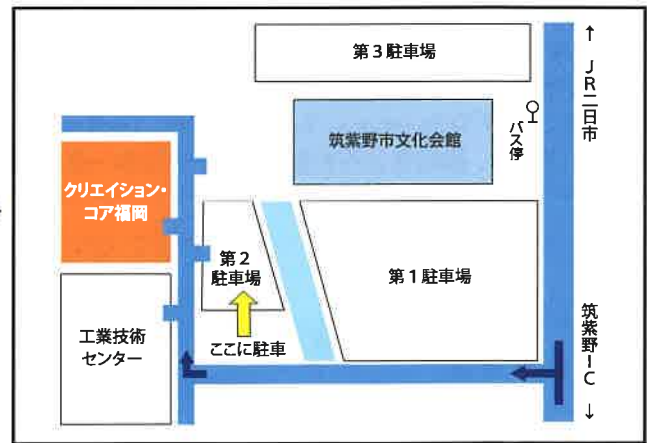 第3駐車場
筑紫野市文化会館
バス停
↑ JR二日市
クリエイション・
コア福岡
第2
駐車場
第1駐車場
工業技術
センター
ここに駐車
筑紫野IC ↓